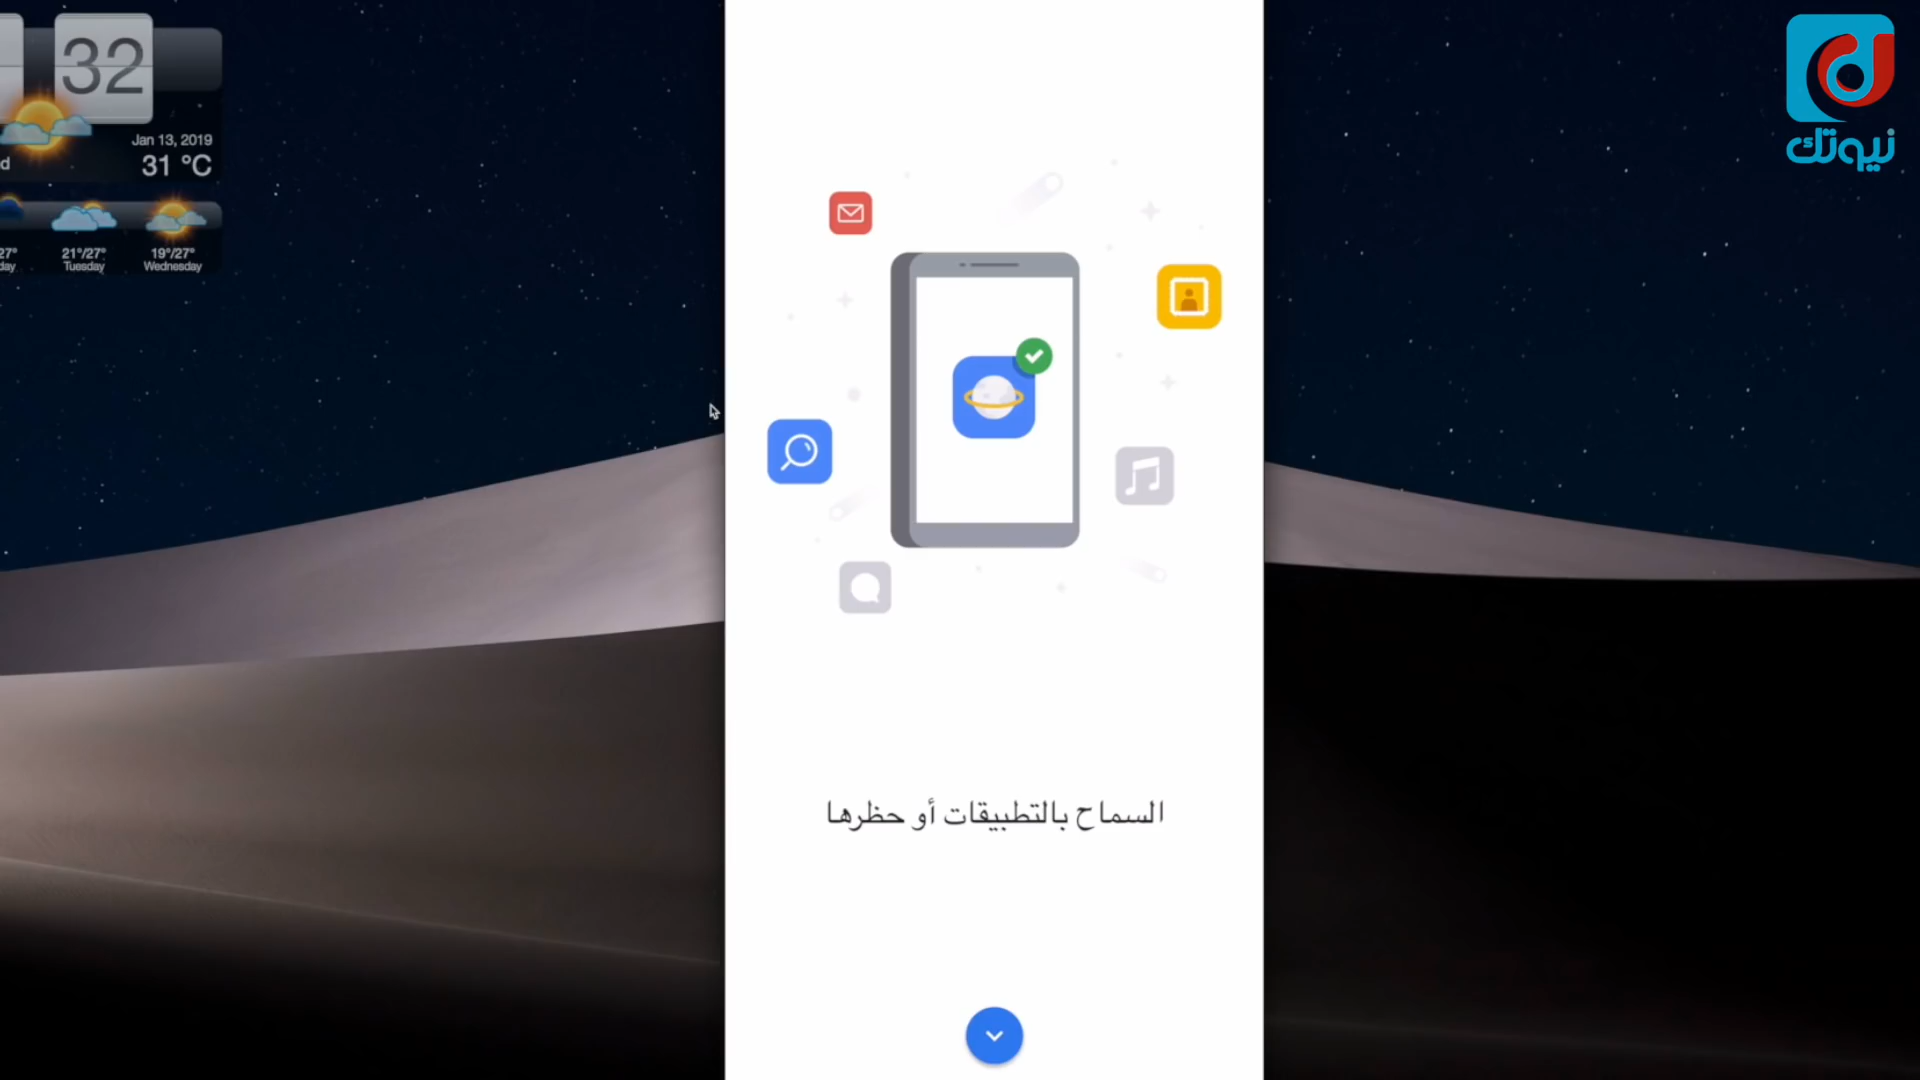 32
Jan 13, 2019
31 °C
21°/27°
Tuesday
19°/27°
Wednesday
نيوتك
السماح بالتطبيقات أو حظرها